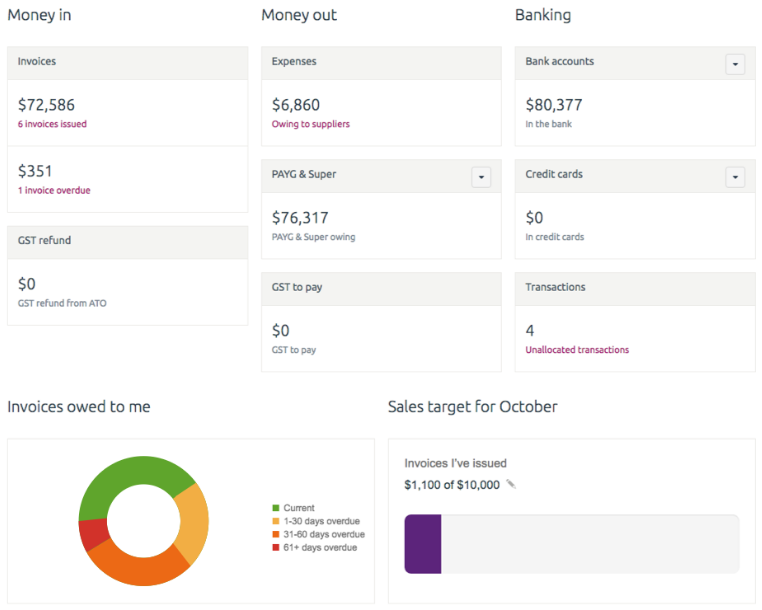 Money in
Invoices
$72,586
6 invoices issued
$351
1 invoice overdue
GST refund
$0
GST refund from ATO
Money out
Expenses
$6,860
Owing to suppliers
PAYG & Super
$76,317
PAYG & Super owing
GST to pay
$0
GST to pay
Banking
Bank accounts
$80,377
In the bank
Credit cards
$0
In credit cards
Transactions
4
Unallocated transactions
Invoices owed to me
Current
1-30 days overdue
31-60 days overdue
61+ days overdue
Sales target for October
Invoices I've issued
$1,100 of $10,000